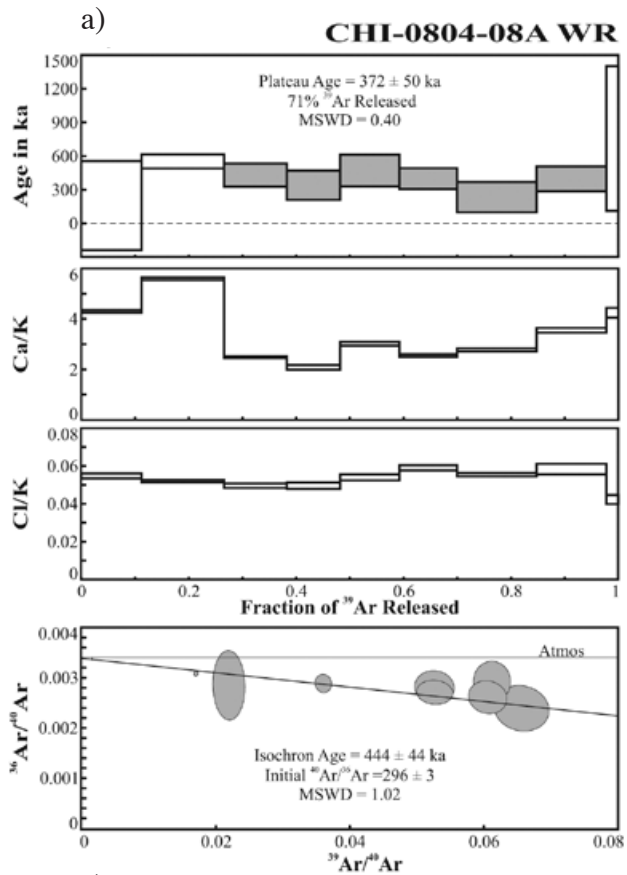 a)
CHI-0804-08A WR
Plateau Age = 372 ± 50 ka
71% ³⁹Ar Released
MSWD = 0.40
Age in ka
1500
1200
900
600
300
0
Ca/K
6
4
2
0
Cl/K
0.08
0.06
0.04
0.02
0
0 0.2 0.4 0.6 0.8 1
Fraction of ³⁹Ar Released
³⁶Ar/⁴⁰Ar
0.004
0.003
0.002
0.001
0
Atmos
Isochron Age = 444 ± 44 ka
Initial ⁴⁰Ar/³⁶Ar =296 ± 3
MSWD = 1.02
0 0.02 0.04 0.06 0.08
³⁹Ar/⁴⁰Ar